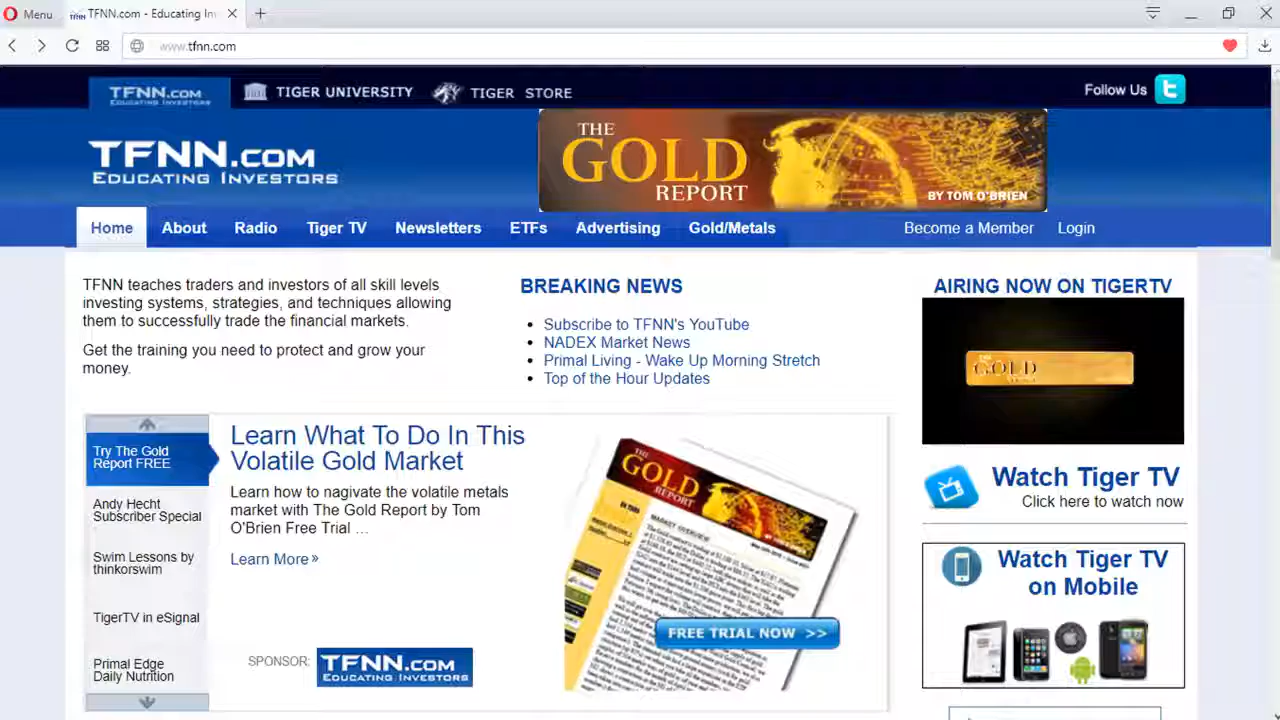 Menu
TFNN.com - Educating In
www.tfnn.com
TFNN.COM
EDUCATING INVESTORS
TIGER UNIVERSITY
TIGER STORE
Follow Us
TFNN.COM
EDUCATING INVESTORS
THE
GOLD
REPORT
BY TOM O'BRIEN
Home
About
Radio
Tiger TV
Newsletters
ETFs
Advertising
Gold/Metals
Become a Member
Login
TFNN teaches traders and investors of all skill levels
investing systems, strategies, and techniques allowing
them to successfully trade the financial markets.
Get the training you need to protect and grow your
money.
BREAKING NEWS
Subscribe to TFNN's YouTube
NADEX Market News
Primal Living - Wake Up Morning Stretch
Top of the Hour Updates
AIRING NOW ON TIGERTV
THE
GOLD
Watch Tiger TV
Click here to watch now
Watch Tiger TV
on Mobile
Try The Gold
Report FREE
Andy Hecht
Subscriber Special
Swim Lessons by
thinkorswim
TigerTV in eSignal
Primal Edge
Daily Nutrition
Learn What To Do In This
Volatile Gold Market
Learn how to nagivate the volatile metals
market with The Gold Report by Tom
O'Brien Free Trial ...
Learn More »
SPONSOR:
TFNN.COM
EDUCATING INVESTORS
THE
GOLD
REPORT
MARKET OVERVIEW
FREE TRIAL NOW >>